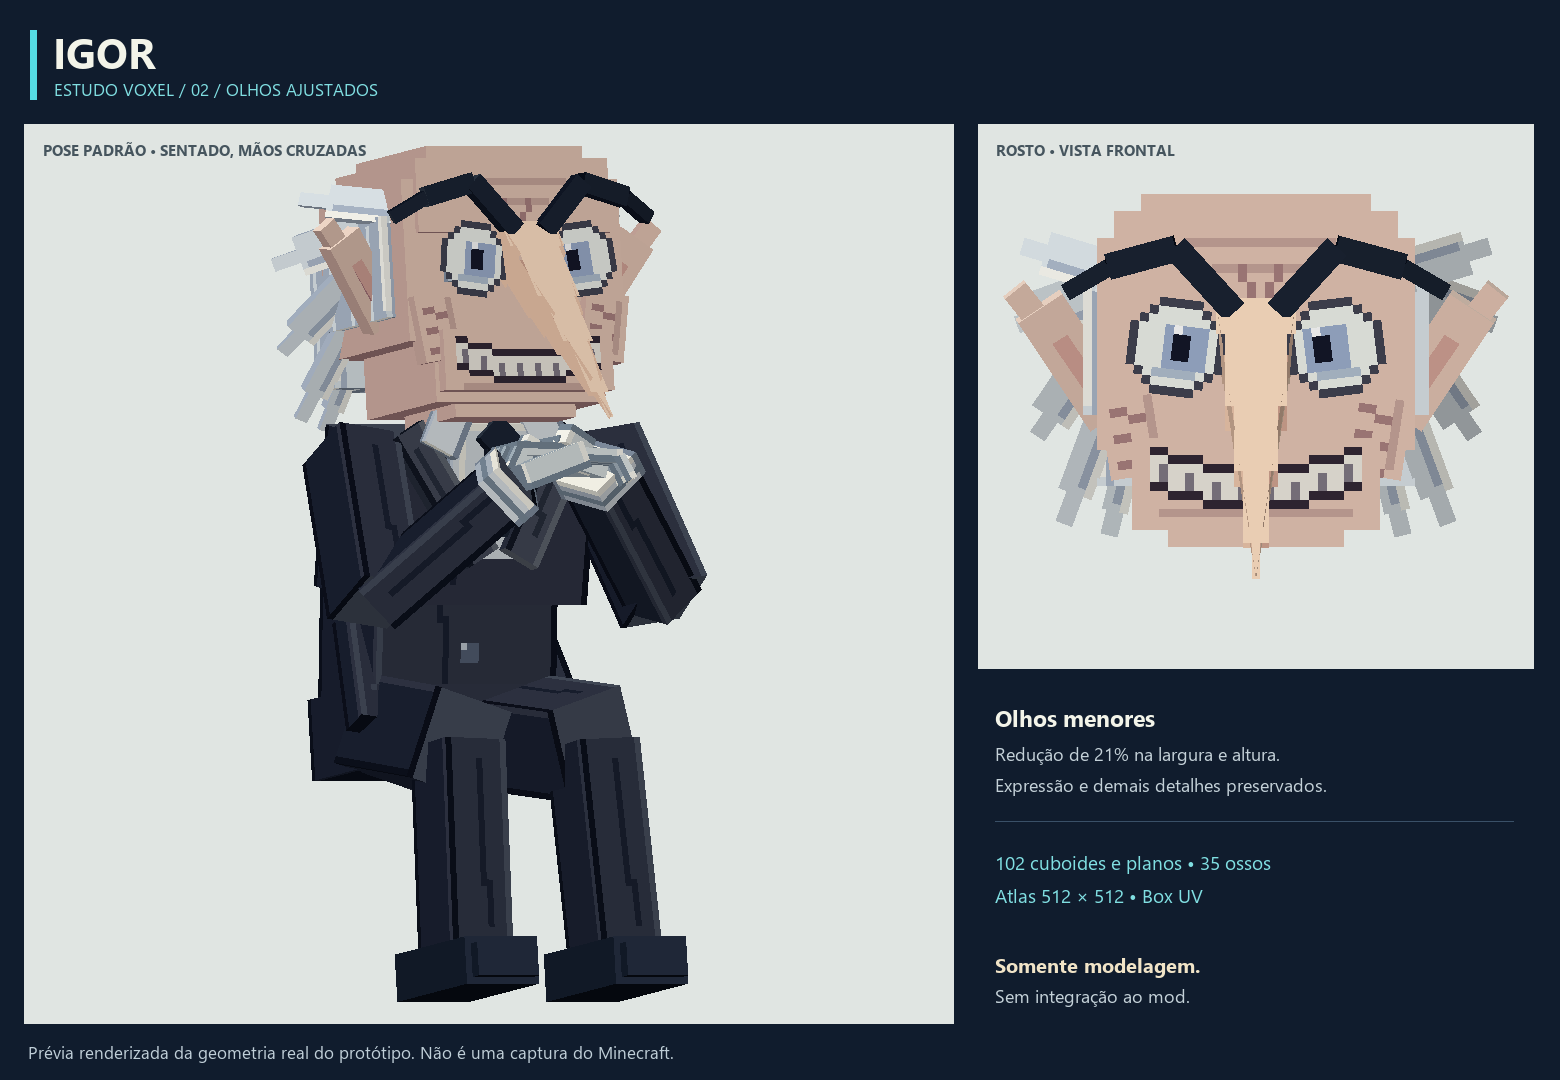 IGOR
ESTUDO VOXEL / 02 / OLHOS AJUSTADOS
POSE PADRÃO • SENTADO, MÃOS CRUZADAS
ROSTO • VISTA FRONTAL
Olhos menores
Redução de 21% na largura e altura.
Expressão e demais detalhes preservados.
102 cuboides e planos • 35 ossos
Atlas 512 × 512 • Box UV
Somente modelagem.
Sem integração ao mod.
Prévia renderizada da geometria real do protótipo. Não é uma captura do Minecraft.